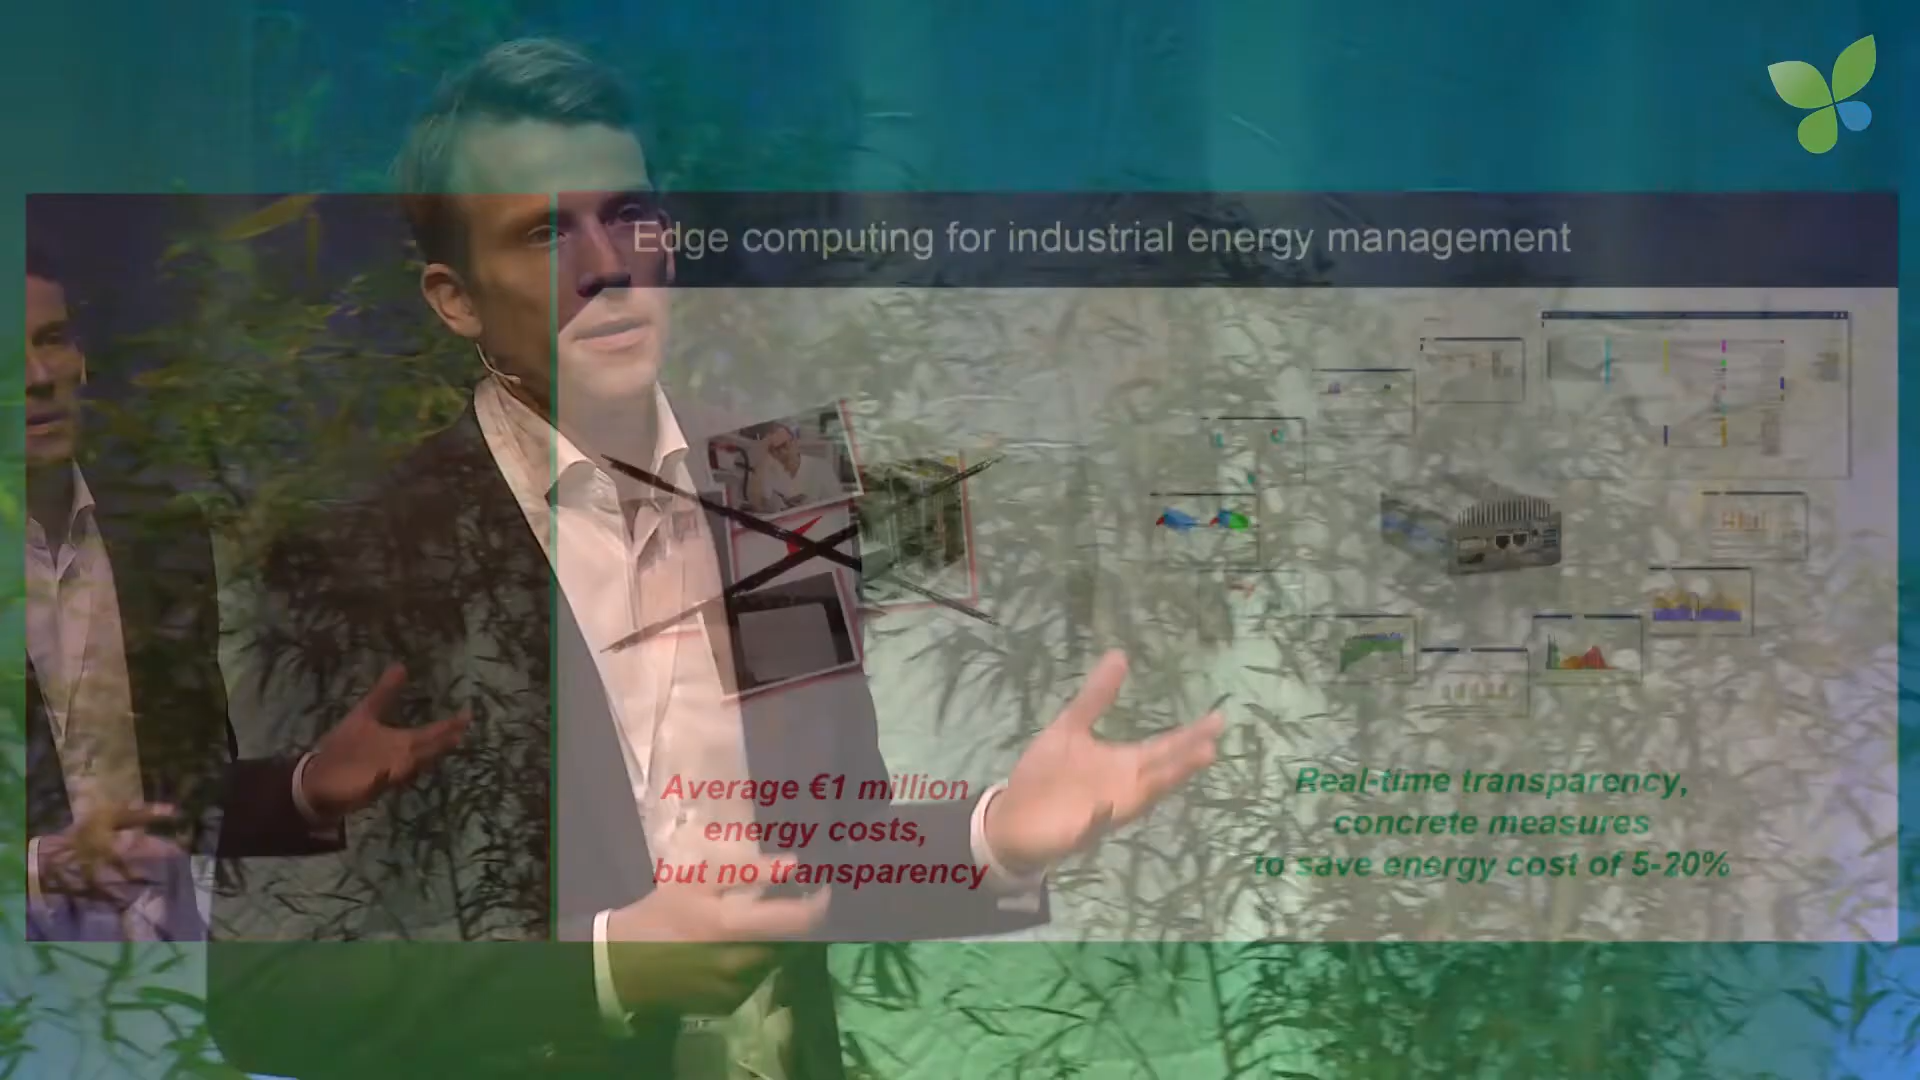 Edge computing for industrial energy management
Average €1 million
energy costs,
but no transparency
Real-time transparency,
concrete measures
to save energy cost of 5-20%